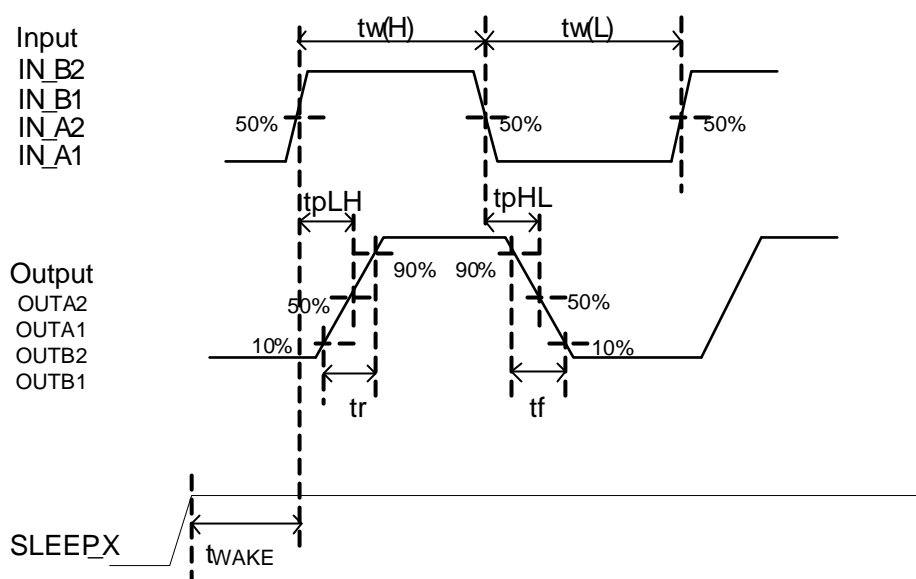 tw(H)
tw(L)
Input
IN_B2
IN_B1
IN_A2
IN_A1
50%
50%
50%
tpLH
tpHL
Output
OUTA2
OUTA1
OUTB2
OUTB1
90%
90%
50%
50%
10%
10%
tr
tf
SLEEP_X
tWAKE